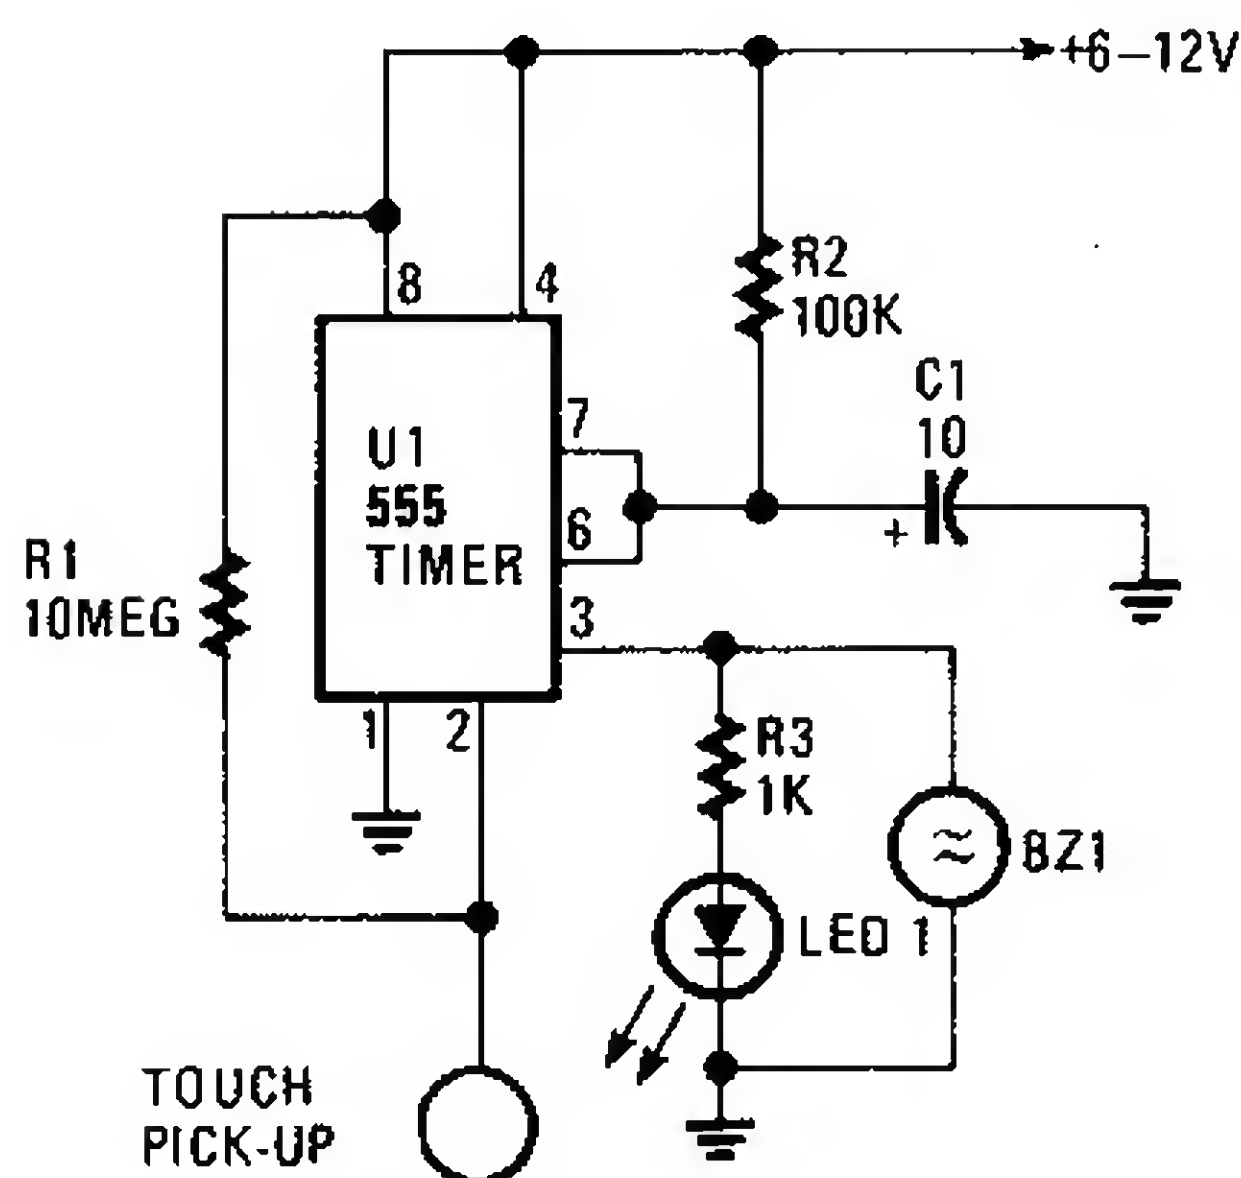 +6–12V
8
4
R2
100K
C1
10
+
7
U1
555
TIMER
6
R1
10MEG
3
1
2
R3
1K
BZ1
LED 1
TOUCH
PICK-UP